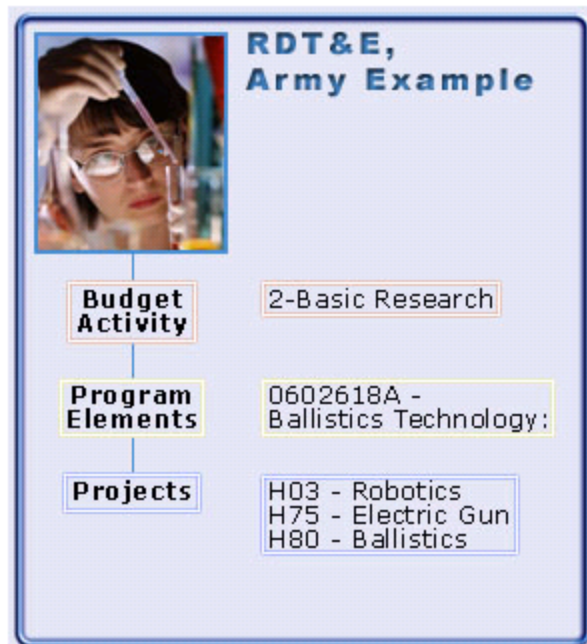 RDT&E,
Army Example
Budget
Activity
2-Basic Research
Program
Elements
0602618A -
Ballistics Technology:
Projects
H03 - Robotics
H75 - Electric Gun
H80 - Ballistics